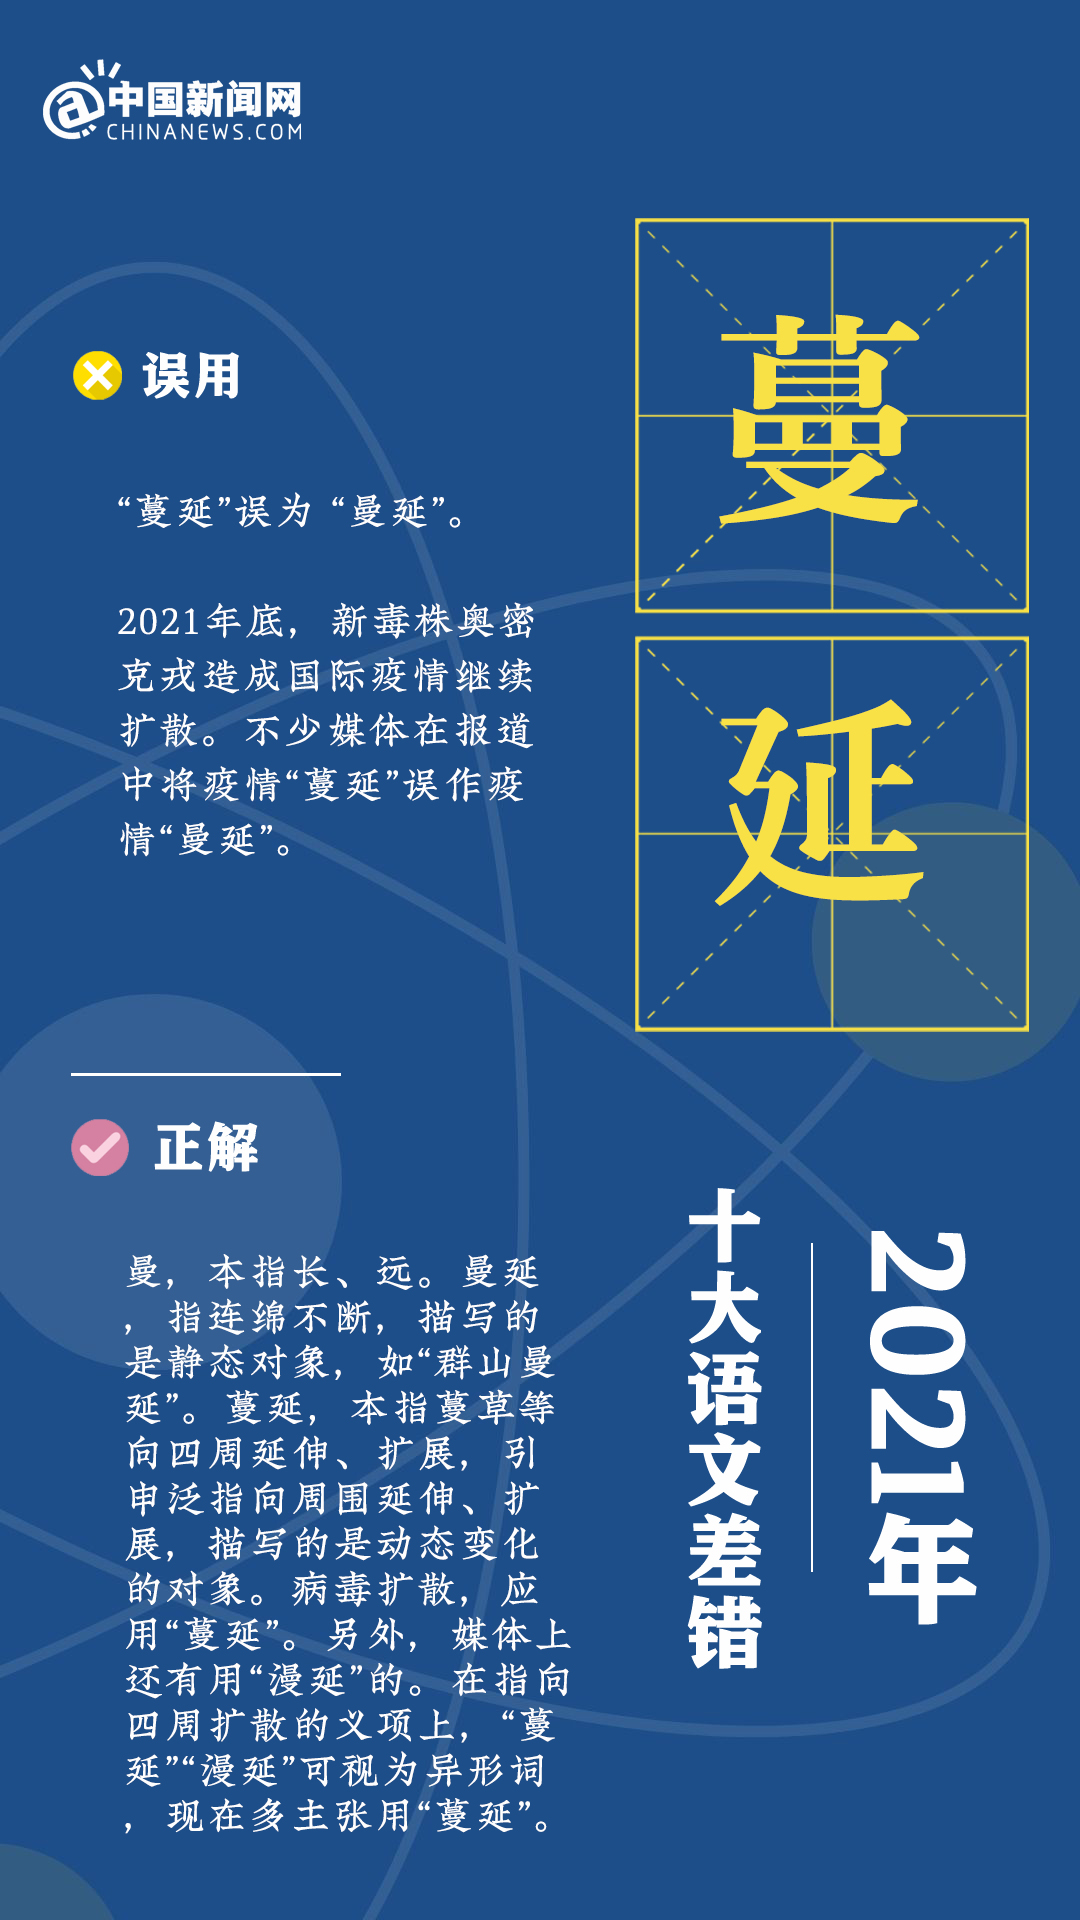 中国新闻网
CHINANEWS.COM
蔓
延
误用
“蔓延”误为 “曼延”。
2021年底，新毒株奥密
克戎造成国际疫情继续
扩散。不少媒体在报道
中将疫情“蔓延”误作疫
情“曼延”。
正解
曼，本指长、远。曼延
，指连绵不断，描写的
是静态对象，如“群山曼
延”。蔓延，本指蔓草等
向四周延伸、扩展，引
申泛指向周围延伸、扩
展，描写的是动态变化
的对象。病毒扩散，应
用“蔓延”。另外，媒体上
还有用“漫延”的。在指向
四周扩散的义项上，“蔓
延”“漫延”可视为异形词
，现在多主张用“蔓延”。
2021年
十大语文差错